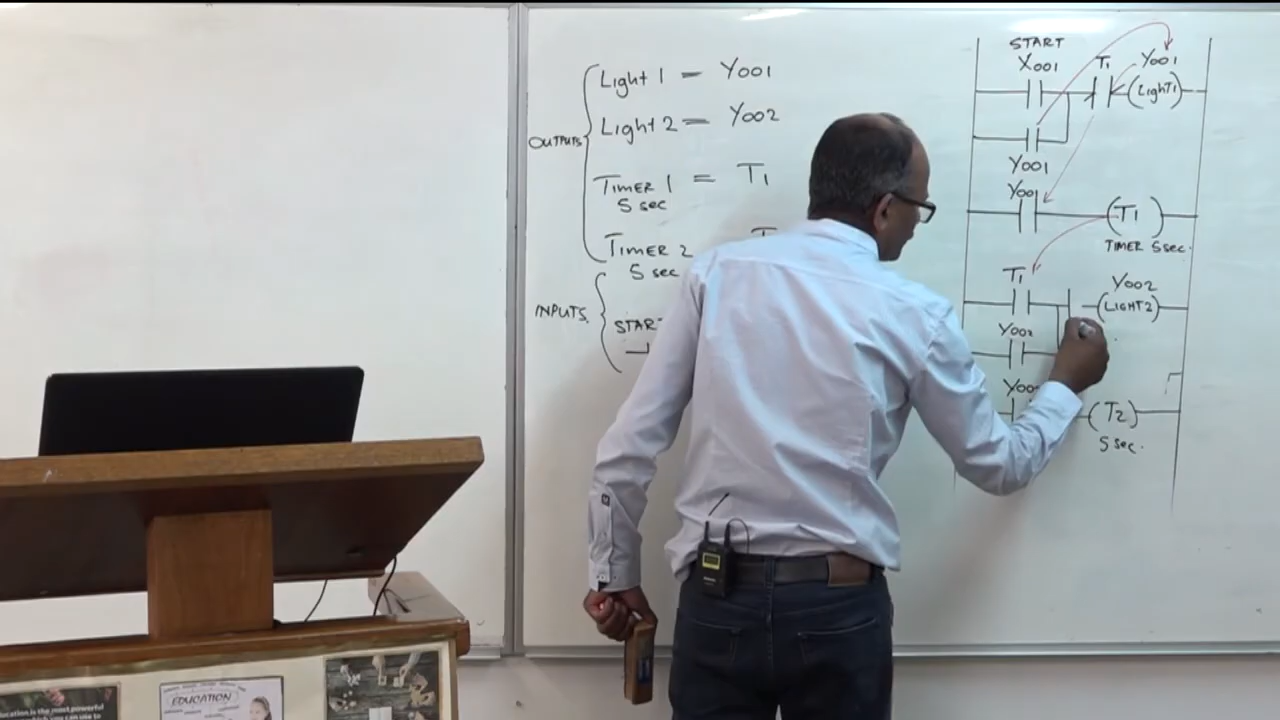 Light 1 = Y001
Light 2 = Y002
OUTPUTS
TIMER 1 = T1
5 sec
TIMER 2
5 sec
INPUTS
START
START
X001
T1
Y001
(LIGHT1)
Y001
Y001
(T1)
TIMER 5sec.
T1
Y002
(LIGHT2)
Y002
(T2)
5 sec.
EDUCATION